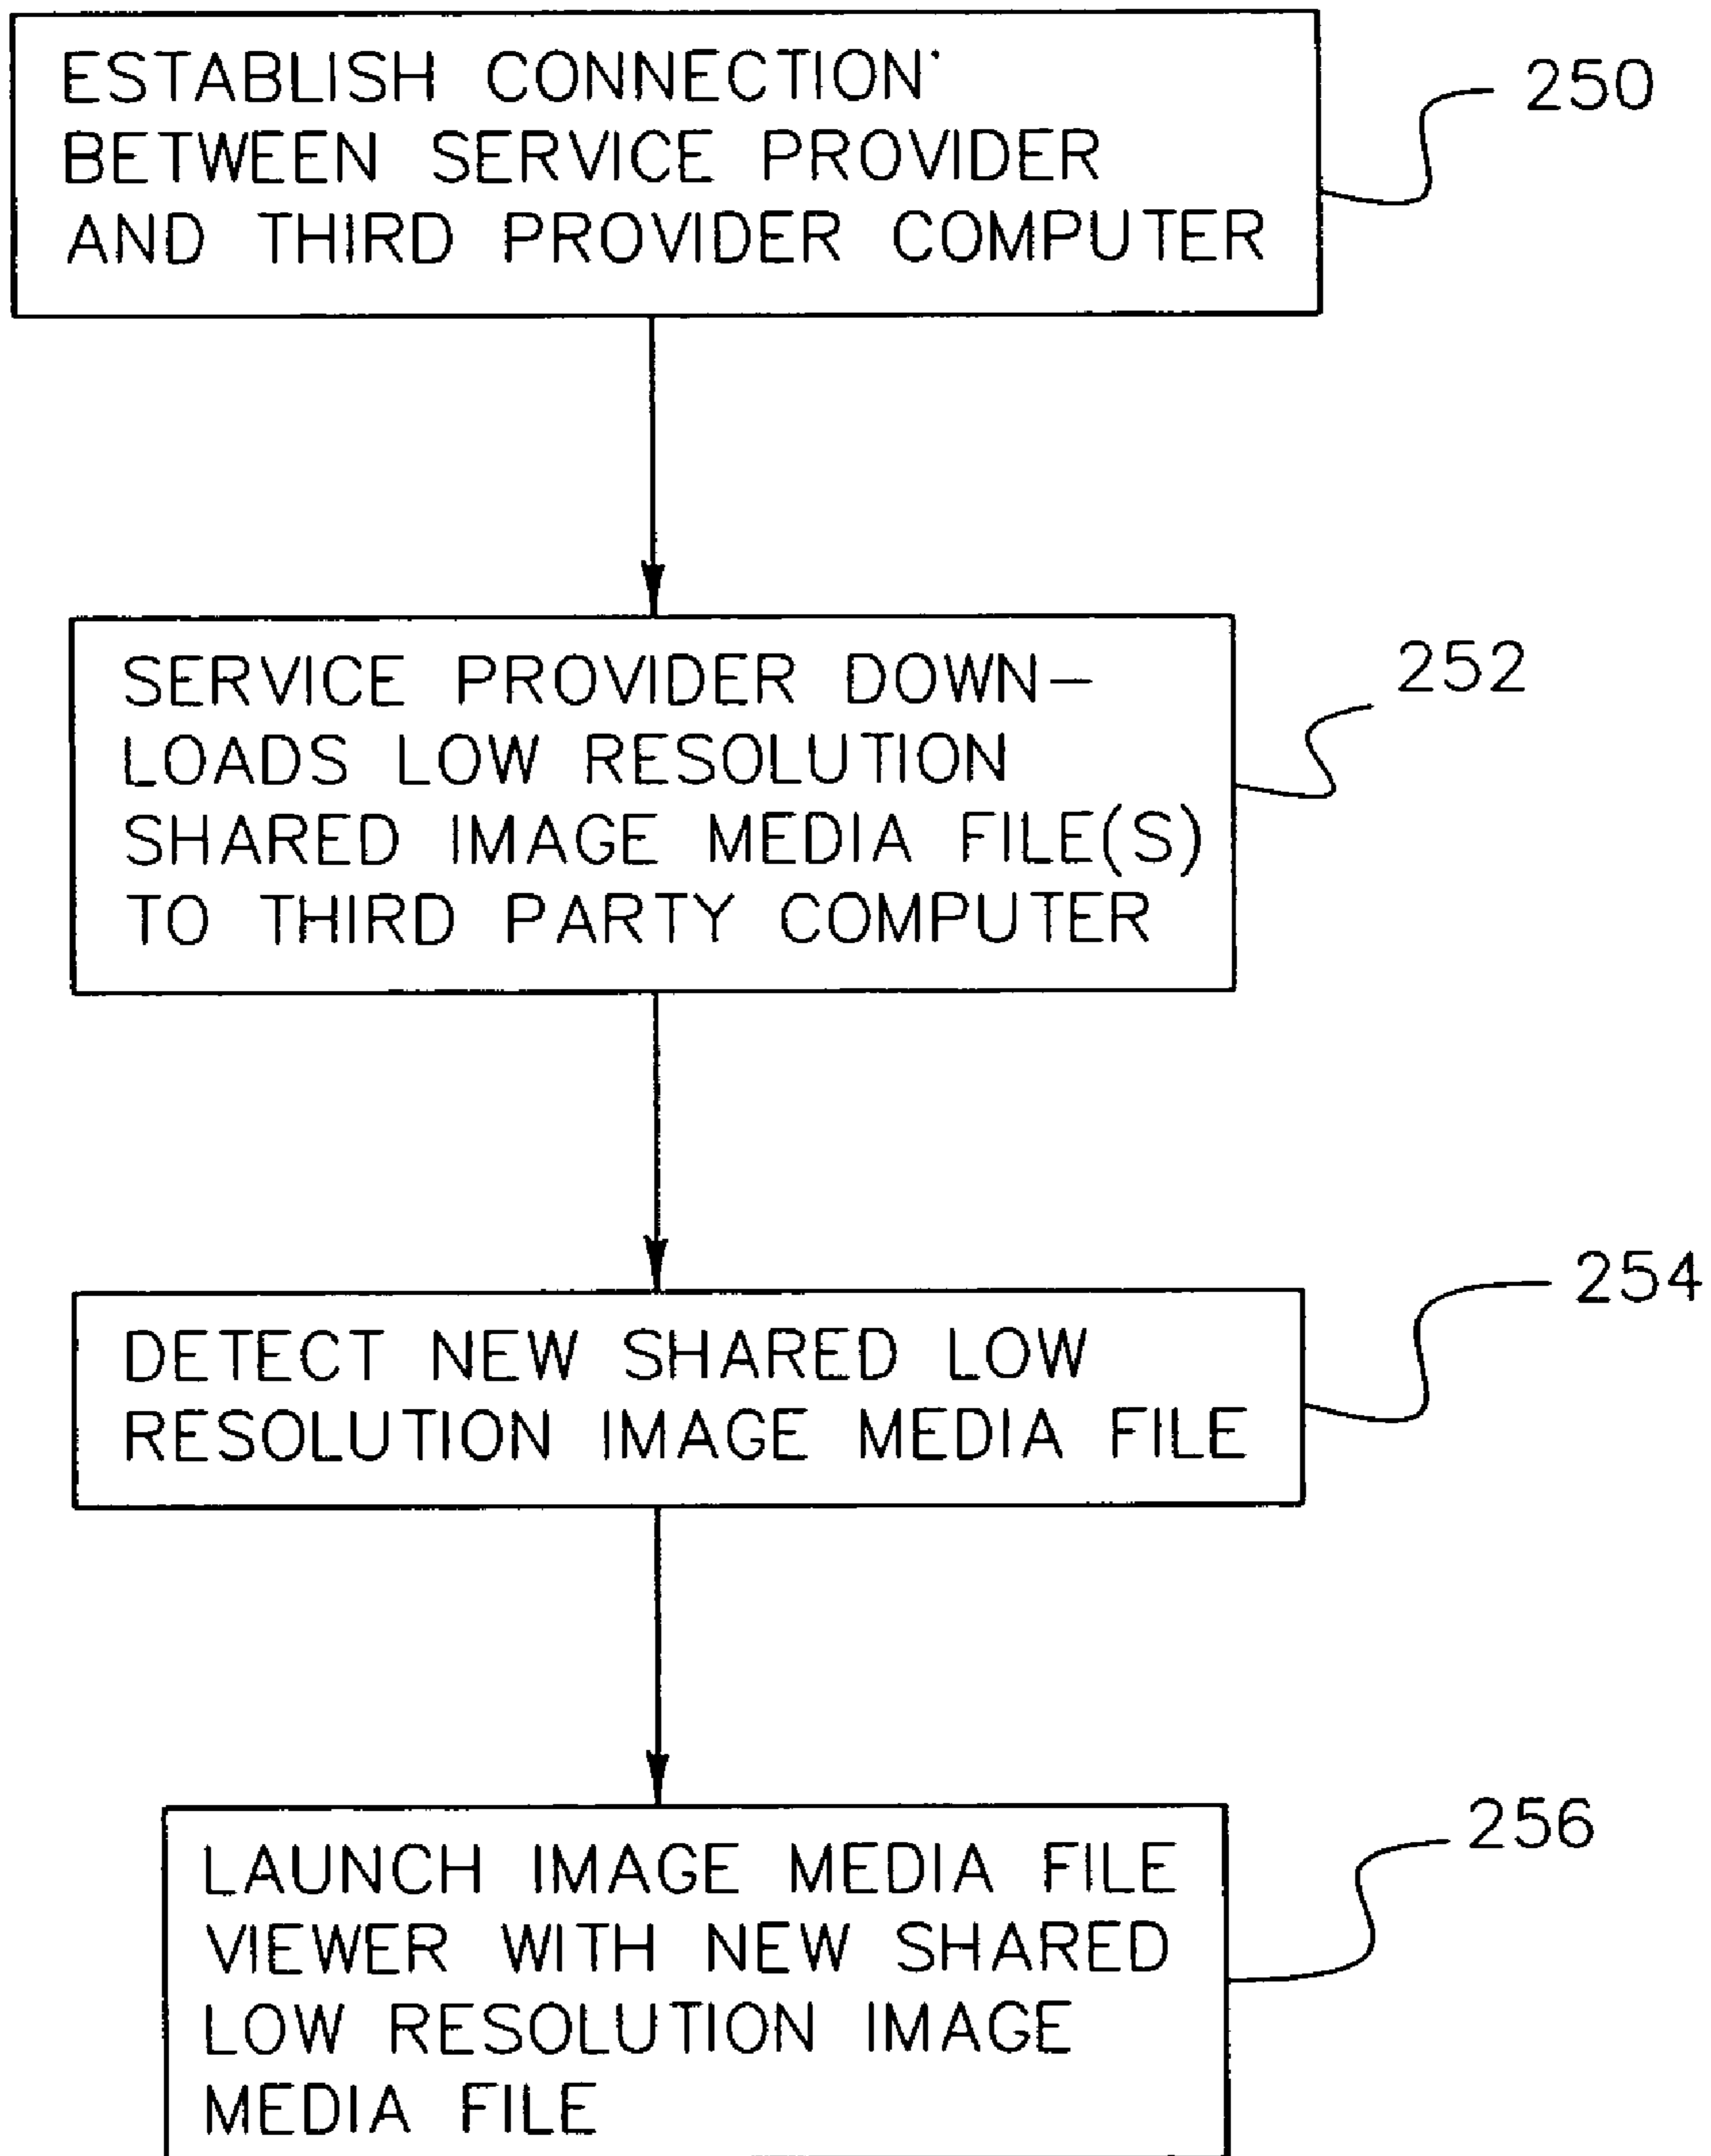 ESTABLISH CONNECTION
BETWEEN SERVICE PROVIDER
AND THIRD PROVIDER COMPUTER
250
SERVICE PROVIDER DOWN-
LOADS LOW RESOLUTION
SHARED IMAGE MEDIA FILE(S)
TO THIRD PARTY COMPUTER
252
DETECT NEW SHARED LOW
RESOLUTION IMAGE MEDIA FILE
254
LAUNCH IMAGE MEDIA FILE
VIEWER WITH NEW SHARED
LOW RESOLUTION IMAGE
MEDIA FILE
256